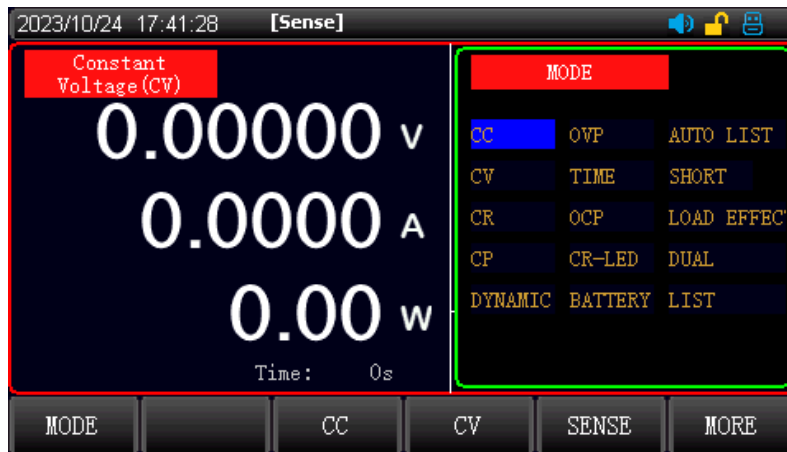 2023/10/24 17:41:28 [Sense]
Constant
Voltage(CV)
0.00000 V
0.0000 A
0.00 W
Time: 0s
MODE
CC OVP AUTO LIST
CV TIME SHORT
CR OCP LOAD EFFEC
CP CR-LED DUAL
DYNAMIC BATTERY LIST
MODE CC CV SENSE MORE